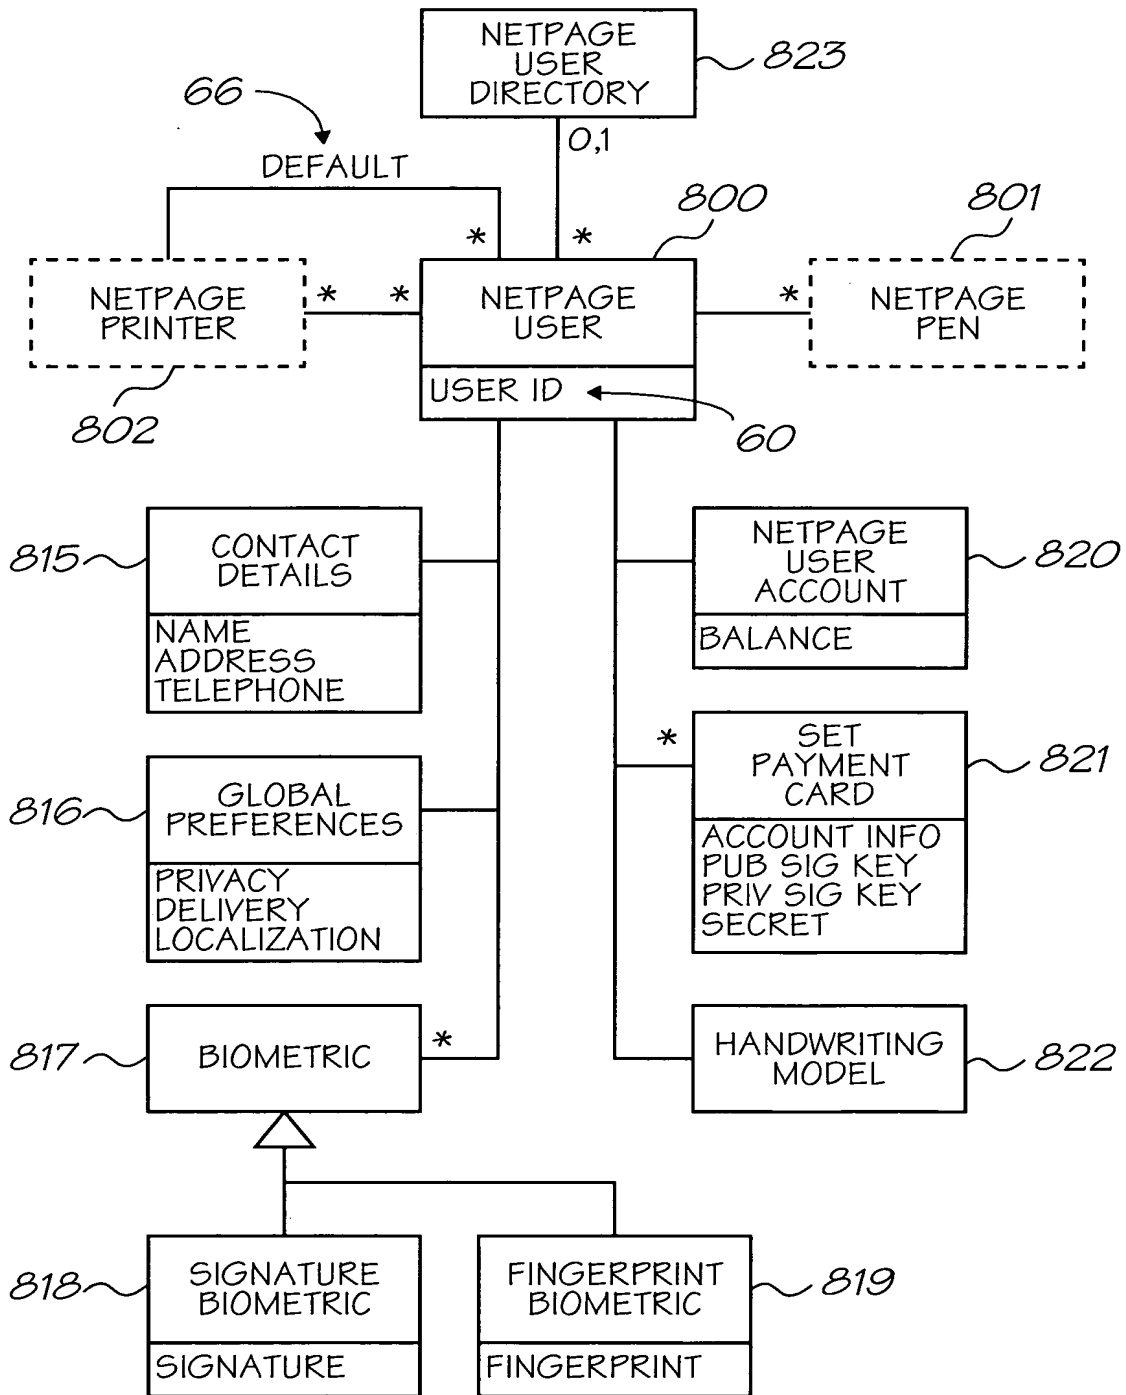 NETPAGE
USER
DIRECTORY
823
66
DEFAULT
0,1
*
*
800
801
NETPAGE
PRINTER
*
*
NETPAGE
USER
*
NETPAGE
PEN
802
USER ID
60
815
CONTACT
DETAILS
NAME
ADDRESS
TELEPHONE
NETPAGE
USER
ACCOUNT
820
BALANCE
816
GLOBAL
PREFERENCES
PRIVACY
DELIVERY
LOCALIZATION
*
SET
PAYMENT
CARD
821
ACCOUNT INFO
PUB SIG KEY
PRIV SIG KEY
SECRET
817
BIOMETRIC
*
HANDWRITING
MODEL
822
818
SIGNATURE
BIOMETRIC
SIGNATURE
FINGERPRINT
BIOMETRIC
819
FINGERPRINT